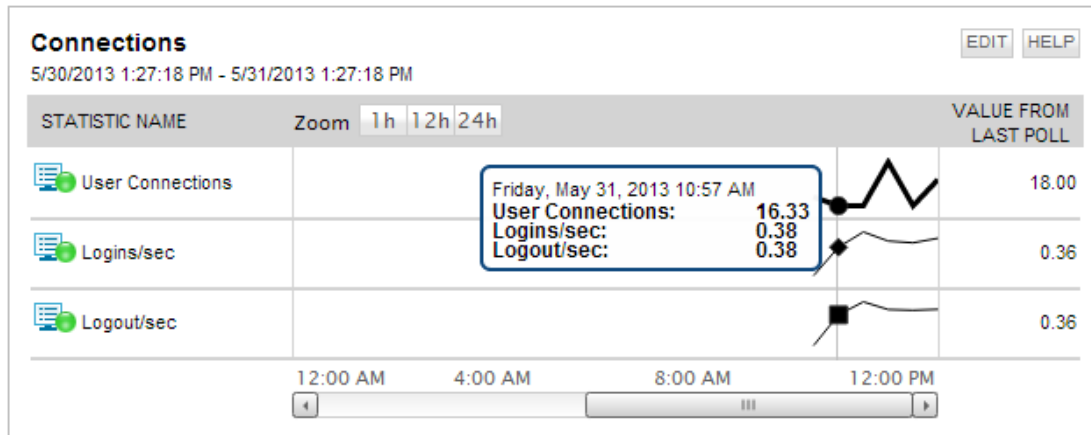 Connections
EDIT HELP
5/30/2013 1:27:18 PM - 5/31/2013 1:27:18 PM
STATISTIC NAME Zoom 1h 12h 24h VALUE FROM
LAST POLL
User Connections 18.00
Friday, May 31, 2013 10:57 AM
User Connections: 16.33
Logins/sec: 0.38
Logout/sec: 0.38
Logins/sec 0.36
Logout/sec 0.36
12:00 AM 4:00 AM 8:00 AM 12:00 PM